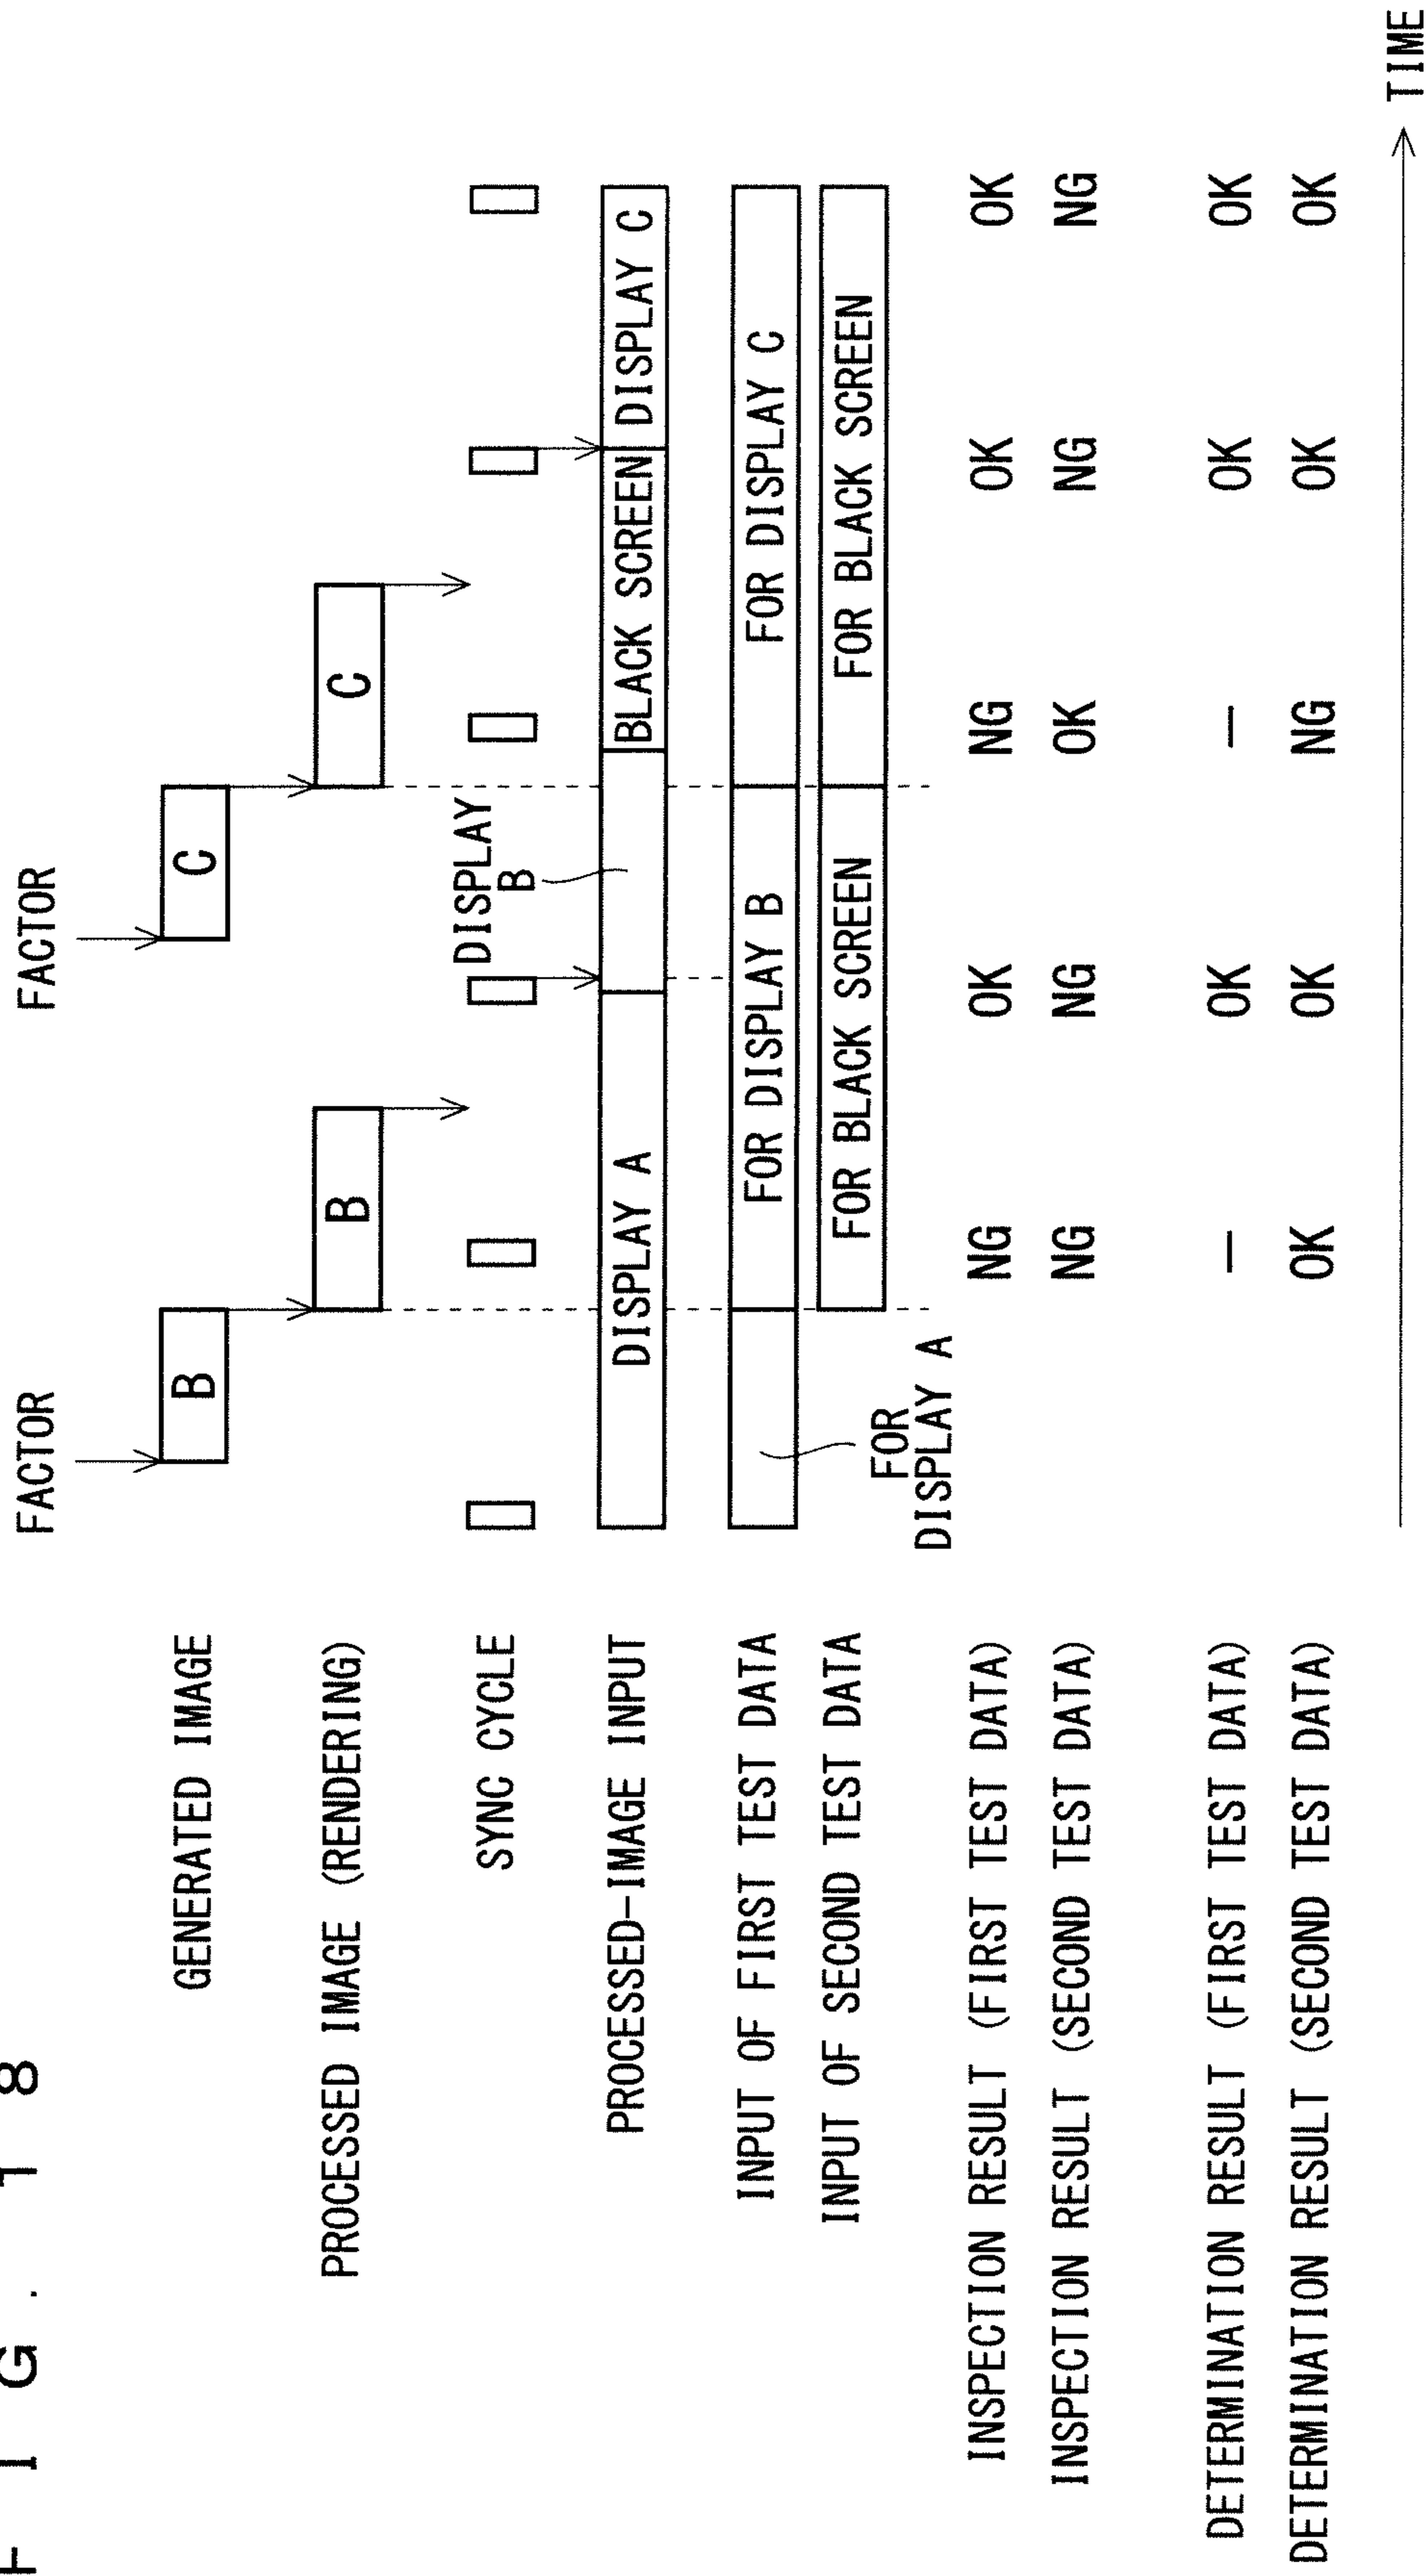 FIG. 18
FACTOR FACTOR
GENERATED IMAGE B C
PROCESSED IMAGE (RENDERING) B C
SYNC CYCLE
DISPLAY
B
PROCESSED-IMAGE INPUT DISPLAY A BLACK SCREEN DISPLAY C
INPUT OF FIRST TEST DATA FOR DISPLAY B FOR DISPLAY C
INPUT OF SECOND TEST DATA FOR BLACK SCREEN FOR BLACK SCREEN
FOR
DISPLAY A
INSPECTION RESULT (FIRST TEST DATA) NG OK NG OK OK
INSPECTION RESULT (SECOND TEST DATA) NG NG OK NG NG
DETERMINATION RESULT (FIRST TEST DATA) — OK — OK OK
DETERMINATION RESULT (SECOND TEST DATA) OK OK NG OK OK
TIME